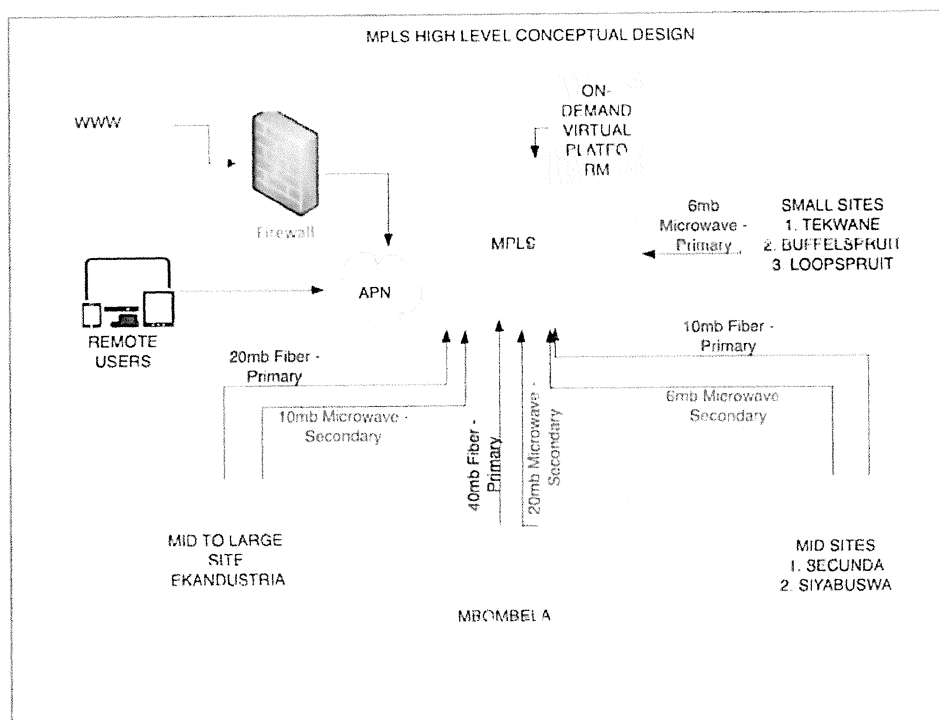 MPLS HIGH LEVEL CONCEPTUAL DESIGN
WWW
Firewall
ON-
DEMAND
VIRTUAL
PLATFO
RM
MPLS
6mb
Microwave -
Primary
SMALL SITES
1. TEKWANE
2. BUFFELSPRUIT
3 LOOPSPRUIT
APN
REMOTE
USERS
20mb Fiber -
Primary
10mb Microwave -
Secondary
40mb Fiber -
Primary
20mb Microwave -
Secondary
10mb Fiber -
Primary
6mb Microwave
Secondary
MID TO LARGE
SITE
EKANDUSTRIA
MBOMBELA
MID SITES
1. SECUNDA
2. SIYABUSWA